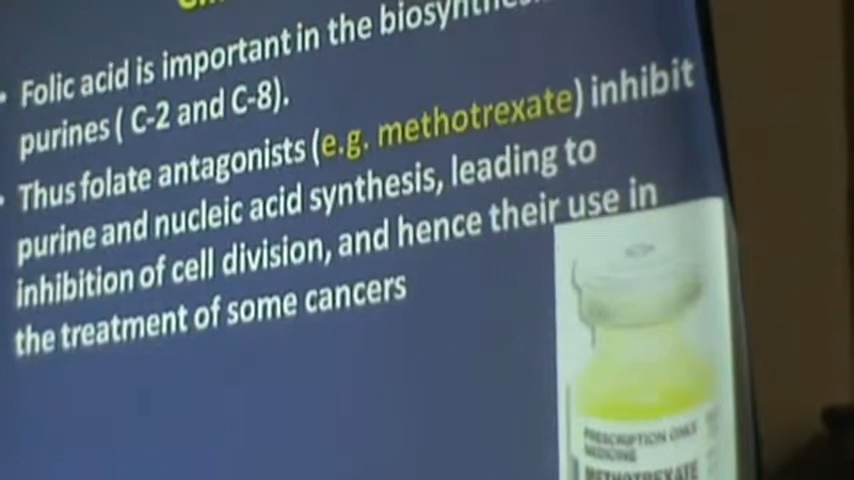 • Folic acid is important in the
purines ( C-2 and C-8).
• Thus folate antagonists (e.g. methotrexate) inhibit
purine and nucleic acid synthesis, leading to
inhibition of cell division, and hence their use in
the treatment of some cancers
PRESCRIPTION ONLY
MEDICINE
METHOTREXATE